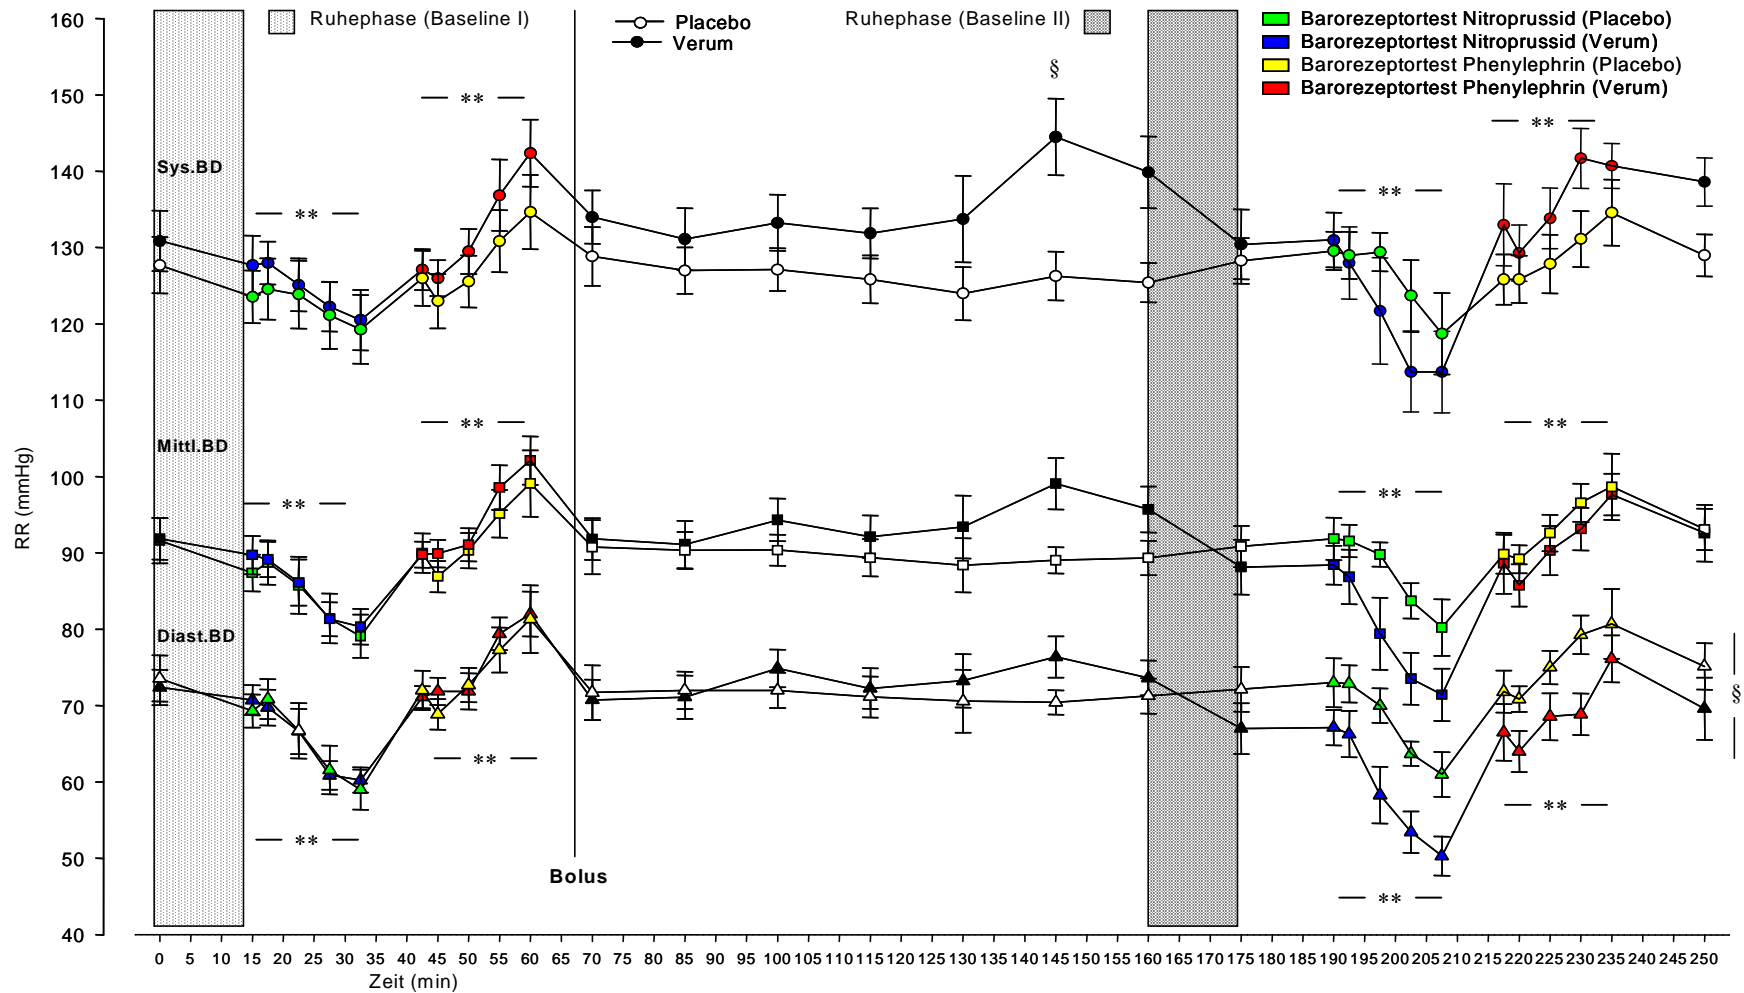 Ruhephase (Baseline I)
Placebo
Verum
Ruhephase (Baseline II)
Barorezeptortest Nitroprussid (Placebo)
Barorezeptortest Nitroprussid (Verum)
Barorezeptortest Phenylephrin (Placebo)
Barorezeptortest Phenylephrin (Verum)
160
150
140
130
120
110
100
90
80
70
60
50
40
RR (mmHg)
§
** ** **
Sys.BD
** **
** **
Mittl.BD
** **
Diast.BD
§
** **
**
Bolus
**
0 5 10 15 20 25 30 35 40 45 50 55 60 65 70 75 80 85 90 95 100 105 110 115 120 125 130 135 140 145 150 155 160 165 170 175 180 185 190 195 200 205 210 215 220 225 230 235 240 245 250
Zeit (min)